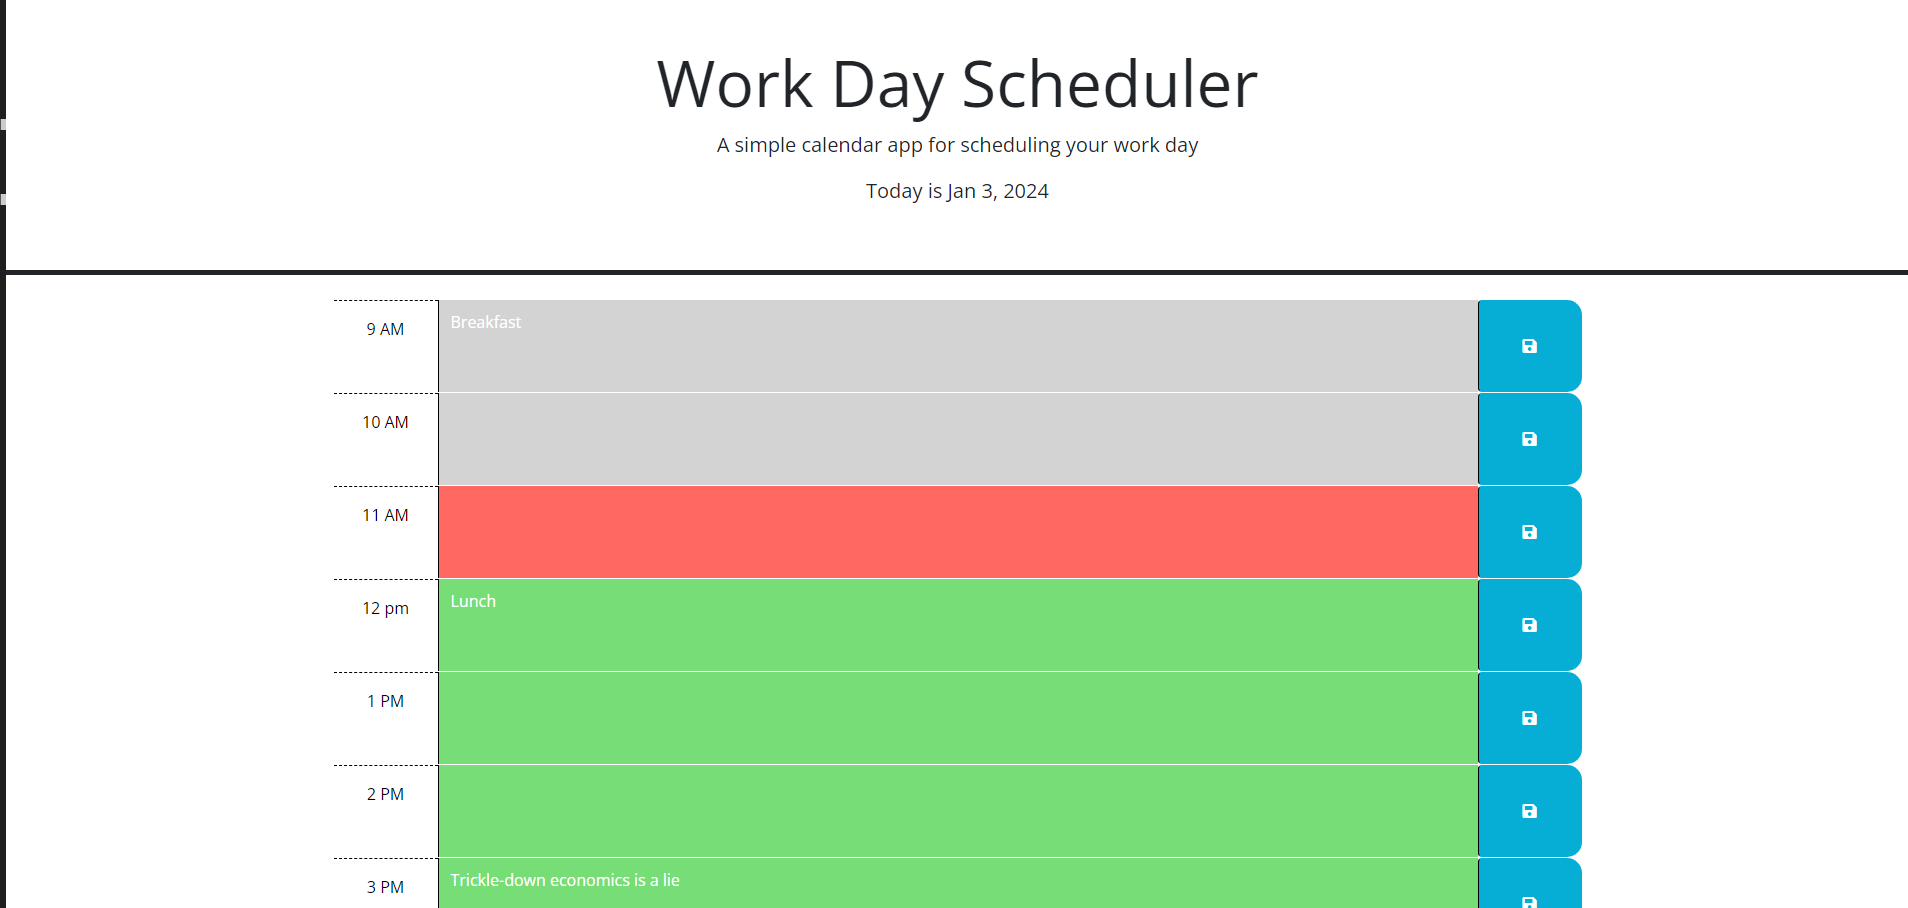 Work Day Scheduler
A simple calendar app for scheduling your work day
Today is Jan 3, 2024
9 AM
Breakfast
10 AM
11 AM
12 pm
Lunch
1 PM
2 PM
3 PM
Trickle-down economics is a lie